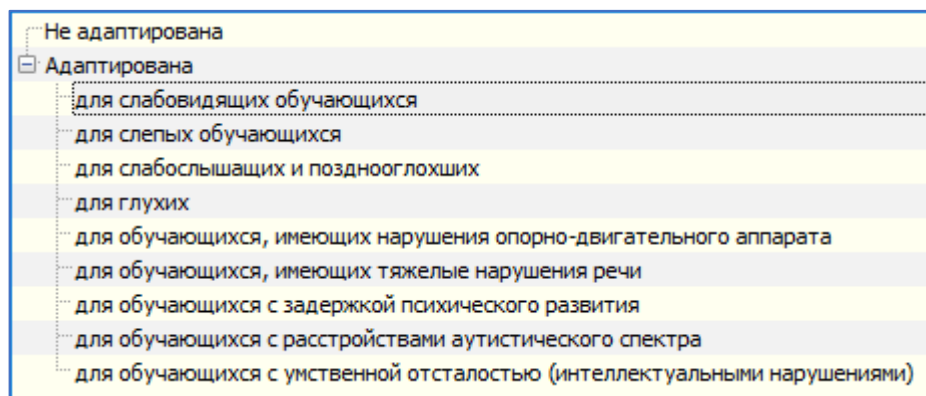 Не адаптирована
Адаптирована
для слабовидящих обучающихся
для слепых обучающихся
для слабослышащих и позднооглохших
для глухих
для обучающихся, имеющих нарушения опорно-двигательного аппарата
для обучающихся, имеющих тяжелые нарушения речи
для обучающихся с задержкой психического развития
для обучающихся с расстройствами аутистического спектра
для обучающихся с умственной отсталостью (интеллектуальными нарушениями)